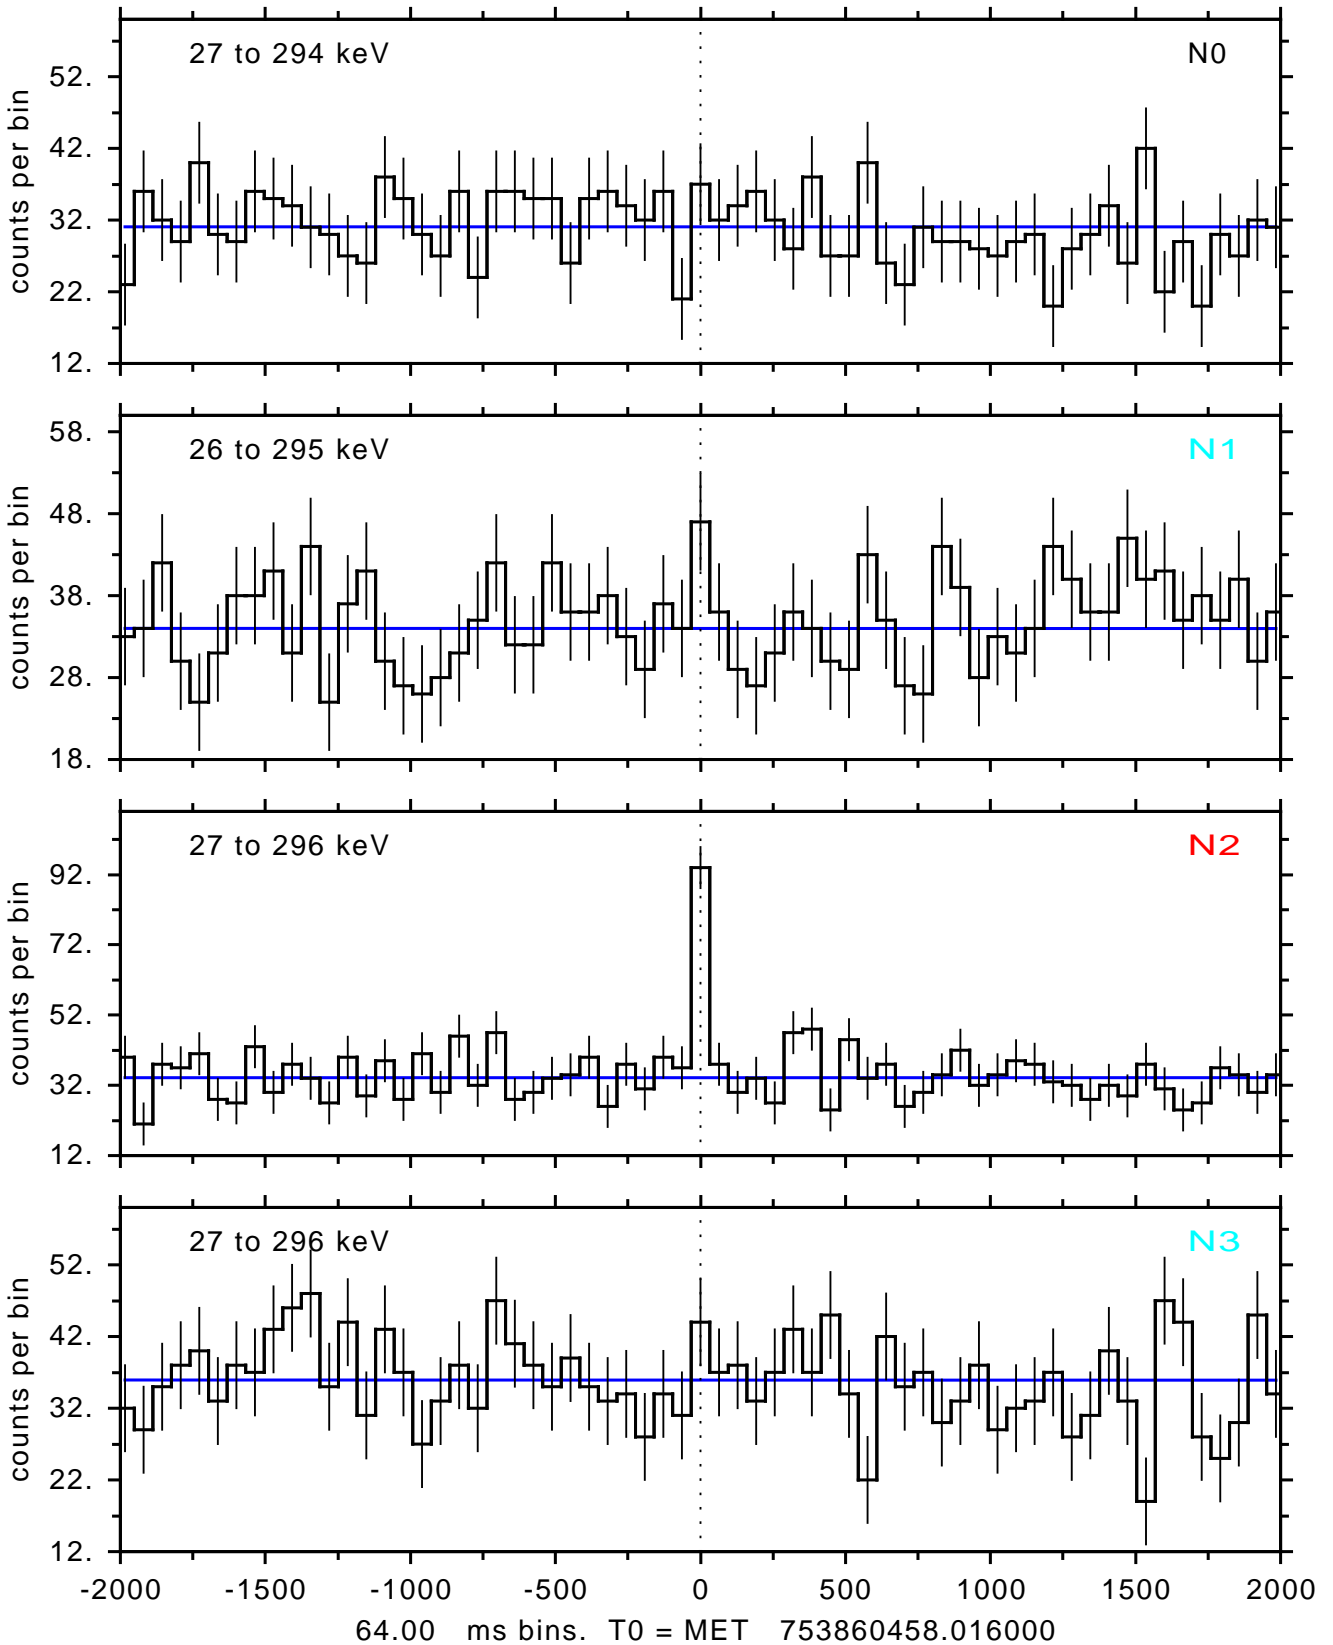 27 to 294 keV N0
counts per bin
52.
42.
32.
22.
12.
26 to 295 keV N1
counts per bin
58.
48.
38.
28.
18.
27 to 296 keV N2
counts per bin
92.
72.
52.
32.
12.
27 to 296 keV N3
counts per bin
52.
42.
32.
22.
12.
-2000 -1500 -1000 -500 0 500 1000 1500 2000
64.00 ms bins. T0 = MET 753860458.016000